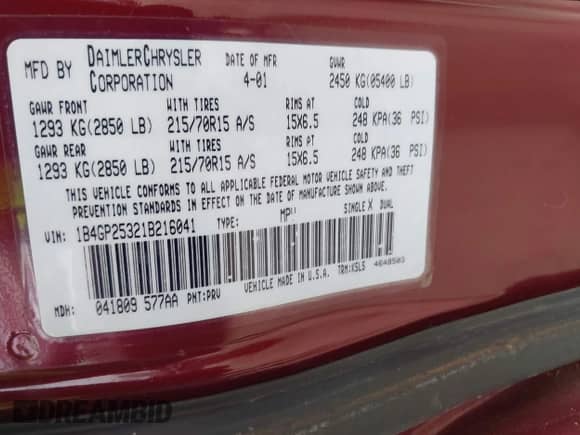 MFD BY DAIMLERCHRYSLER CORPORATION
DATE OF MFR 4-01
GVWR 2450 KG(05400 LB)
GAWR FRONT WITH TIRES RIMS AT COLD
1293 KG(2850 LB) 215/70R15 A/S 15X6.5 248 KPA(36 PSI)
GAWR REAR WITH TIRES RIMS AT COLD
1293 KG(2850 LB) 215/70R15 A/S 15X6.5 248 KPA(36 PSI)
THIS VEHICLE CONFORMS TO ALL APPLICABLE FEDERAL MOTOR VEHICLE SAFETY AND THEFT
PREVENTION STANDARDS IN EFFECT ON THE DATE OF MANUFACTURE SHOWN ABOVE.
VIN: 1B4GP25321B216041 TYPE: MPV SINGLE X DUAL
MDH: 041809 577AA PNT:PRV VEHICLE MADE IN U.S.A. TRM:K5L5
DREAMBID